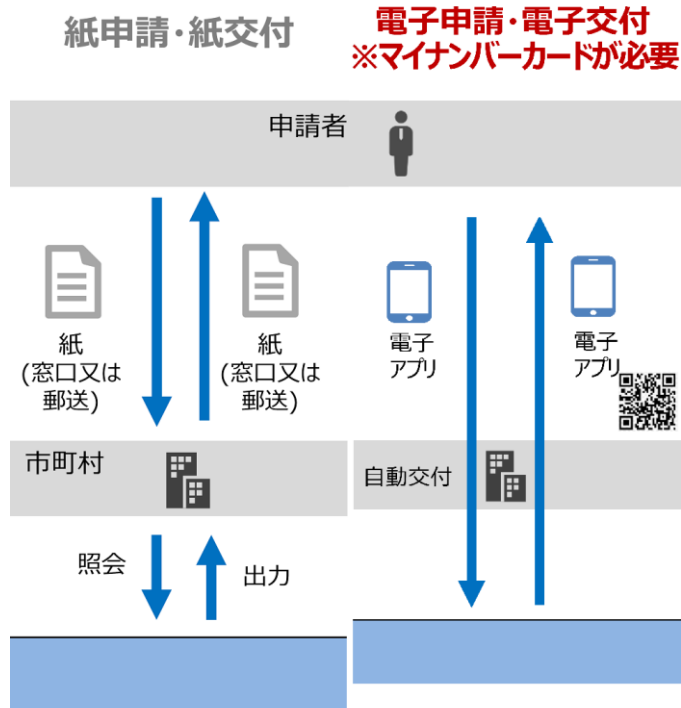 紙申請・紙交付
電子申請・電子交付
※マイナンバーカードが必要
申請者
紙
(窓口又は
郵送)
紙
(窓口又は
郵送)
電子
アプリ
電子
アプリ
市町村
自動交付
照会
出力